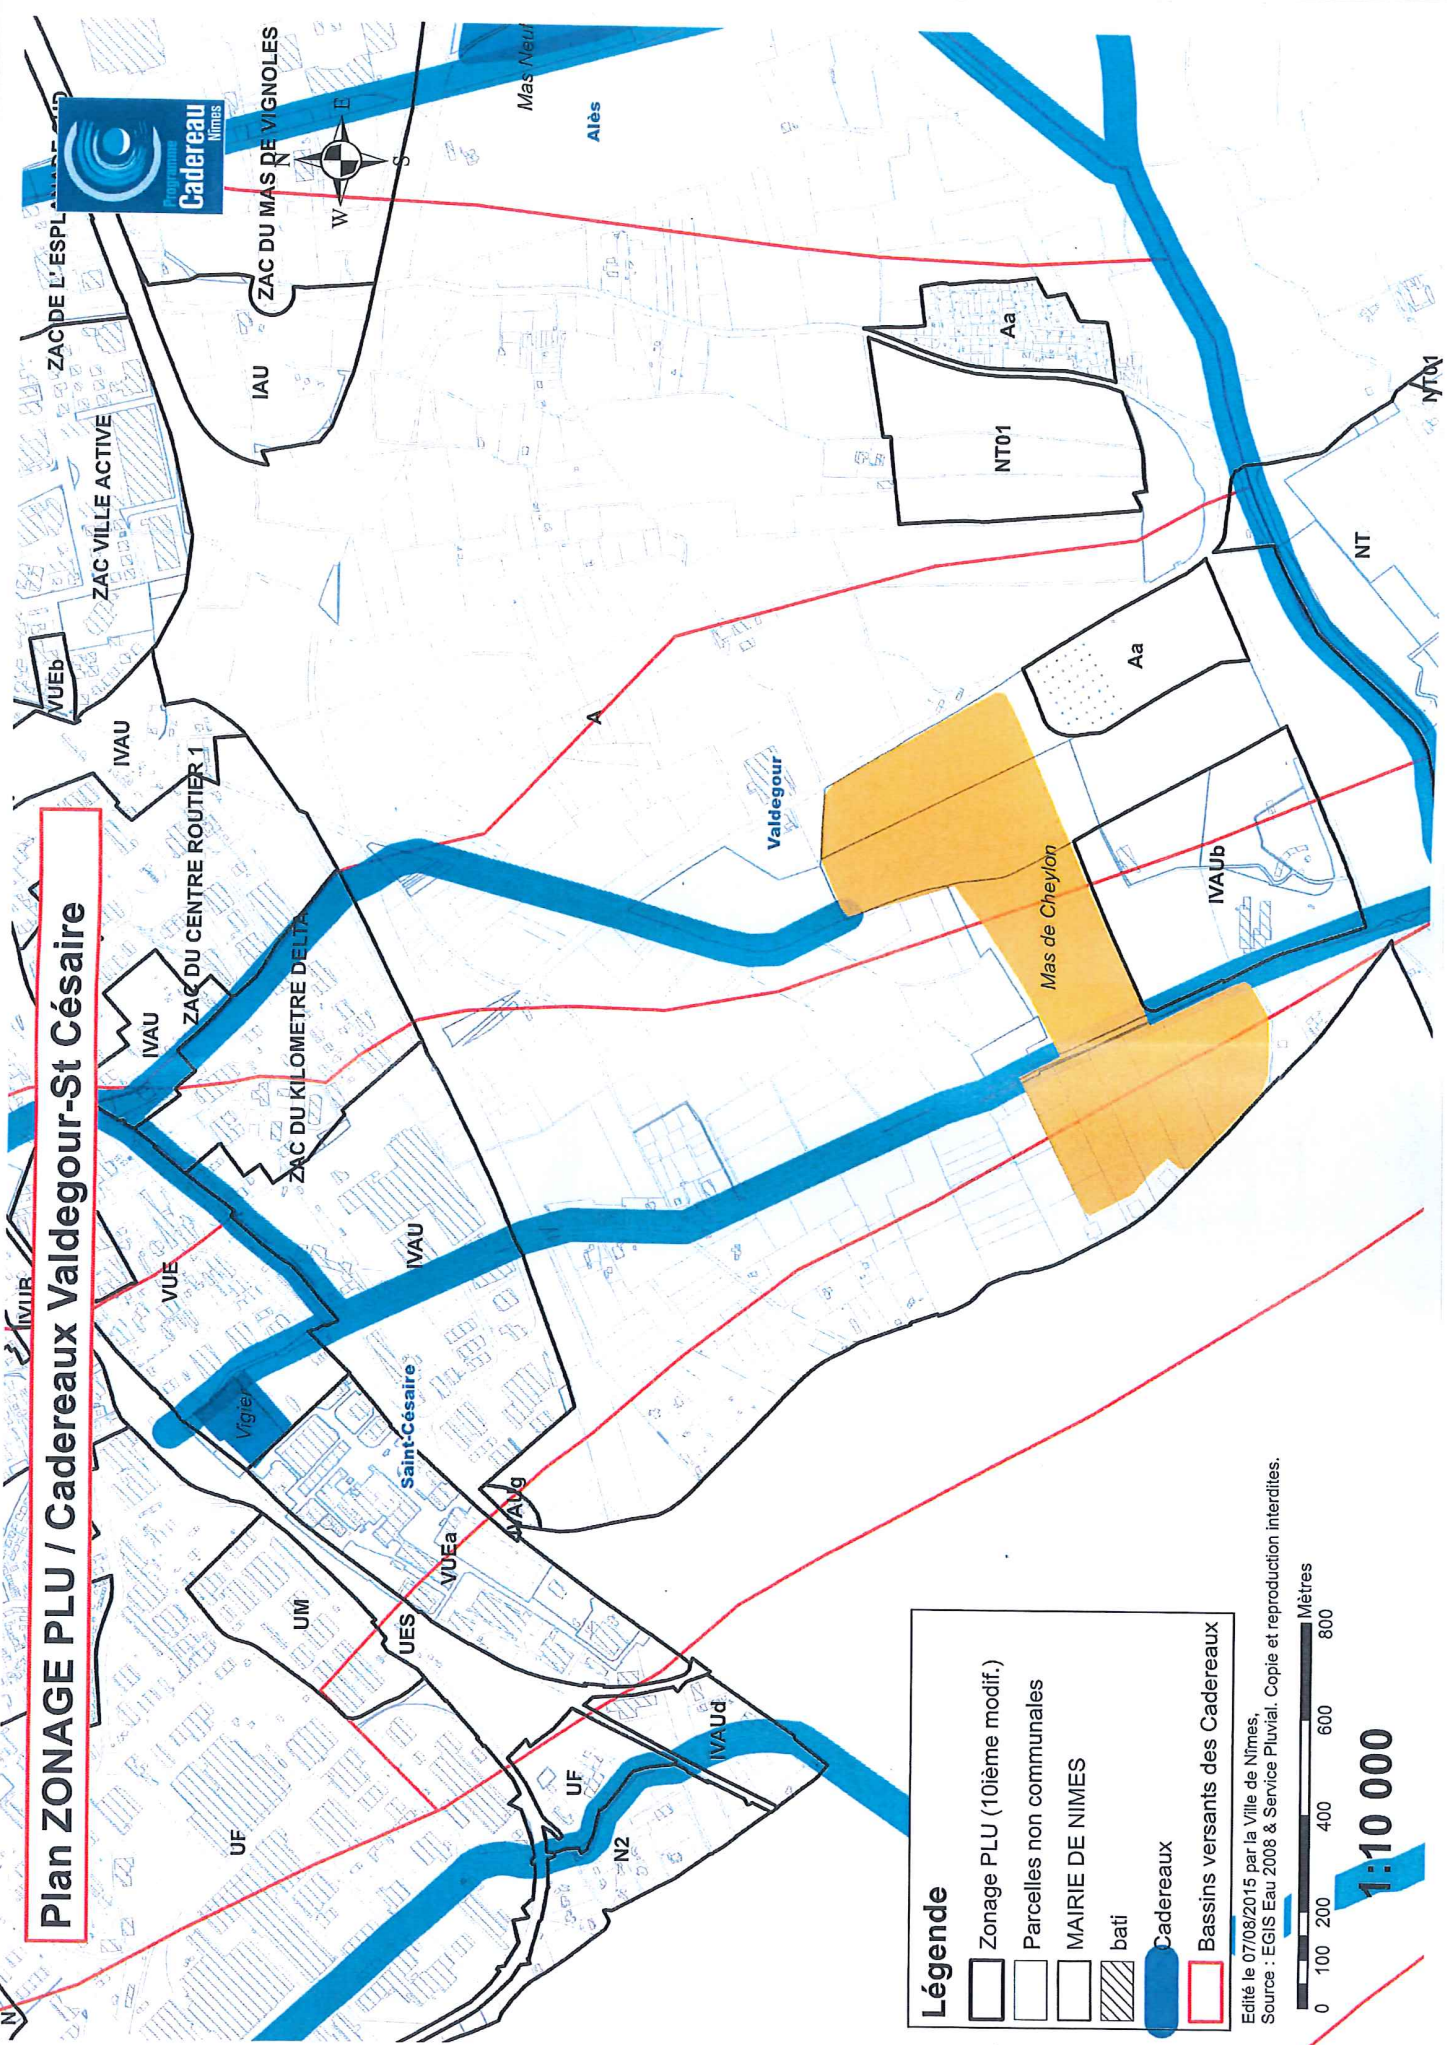 Plan ZONAGE PLU / Cadereaux Valdegour-St Césaire
Programme
Cadereau
Nîmes
N
W
E
S
ZAC DE L' ESPLANADE SUD
ZAC DU MAS DE VIGNOLES
Mas Neuf
Alès
IAU
ZAC VILLE ACTIVE
VUEb
IVAU
ZAC DU CENTRE ROUTIER 1
IVAU
ZAC DU KILOMETRE DELTA
IVUB
VUE
IVAU
Vigier
Saint-Césaire
VUEa
IVAUg
UM
UES
UF
UF
N2
IVAUd
N
A
Valdegour
Mas de Cheylon
IVAUb
Aa
NT01
Aa
NT
NT01
Légende
Zonage PLU (10ième modif.)
Parcelles non communales
MAIRIE DE NIMES
bati
Cadereaux
Bassins versants des Cadereaux
Edité le 07/08/2015 par la Ville de Nîmes,
Source : EGIS Eau 2008 & Service Pluvial. Copie et reproduction interdites.
0 100 200 400 600 800
Mètres
1:10 000